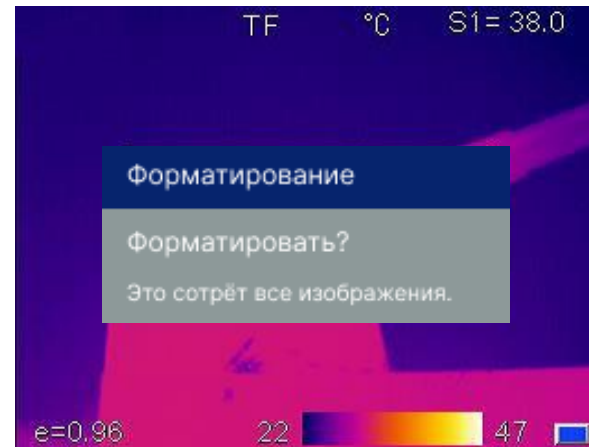 TF °C S1= 38.0
Форматирование
Форматировать?
Это сотрёт все изображения.
e=0.96 22 47